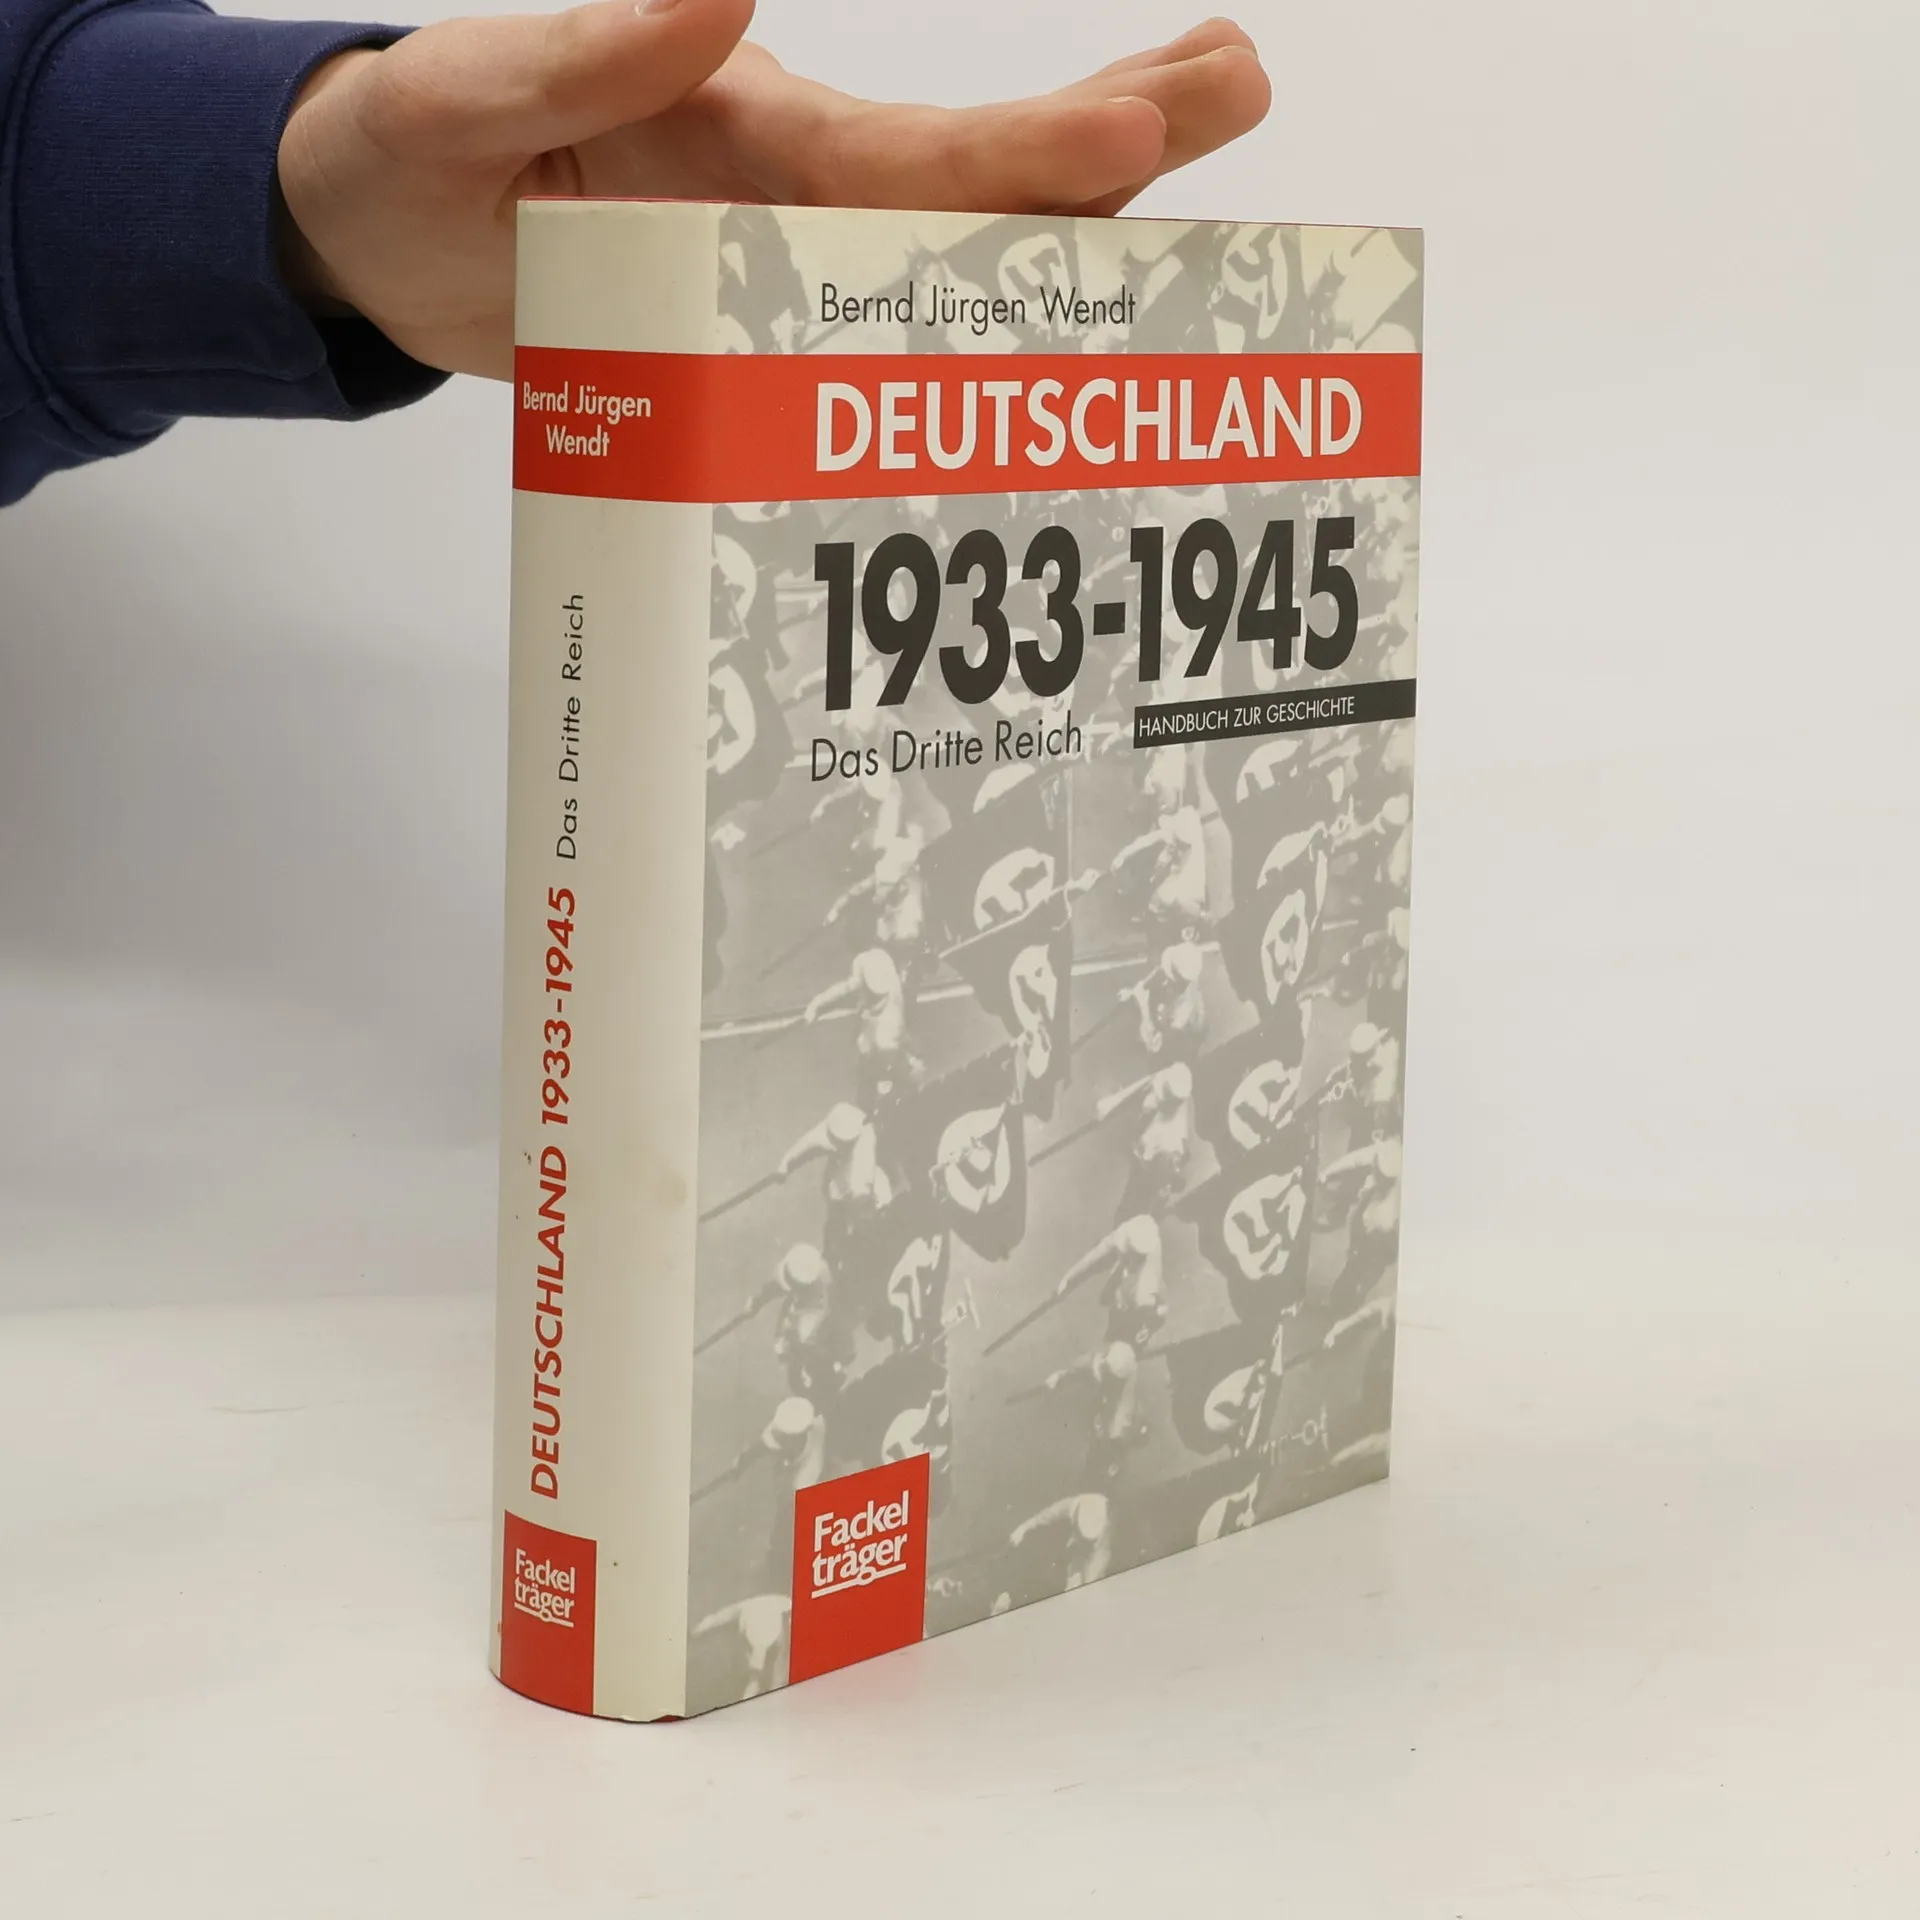 Bernd Jürgen Wendt
DEUTSCHLAND
1933-1945
Das Dritte Reich
HANDBUCH ZUR GESCHICHTE
Fackel
träger
Bernd Jürgen
Wendt
DEUTSCHLAND 1933-1945 Das Dritte Reich
Fackel
träger